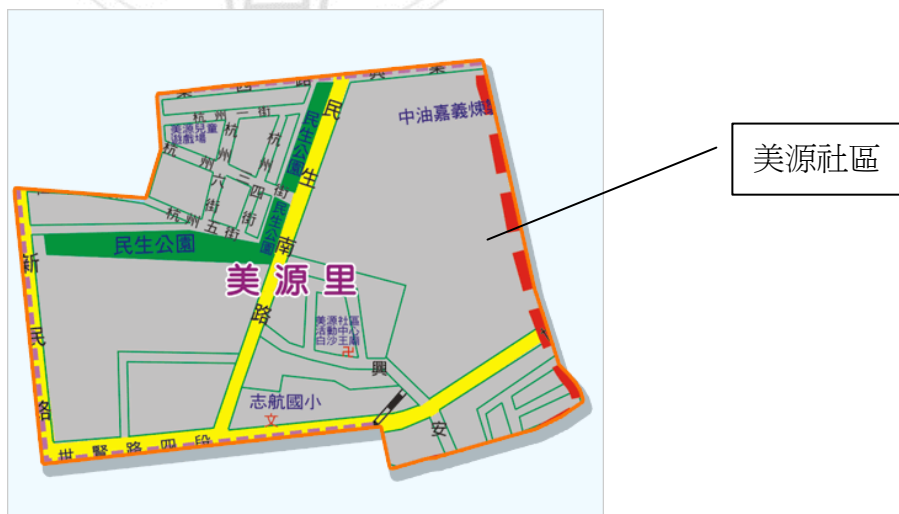 中油嘉義煉
美源社區
杭州一街
美源兒童
遊戲場
杭州
杭州
杭州
三
四
六
街
街
街
杭州五街
民生公園
民生公園
民生公園
民生南路
新民
美源里
美源社區
活動中心
白沙王廟
卍
興
安
志航國小
文
世賢路四段